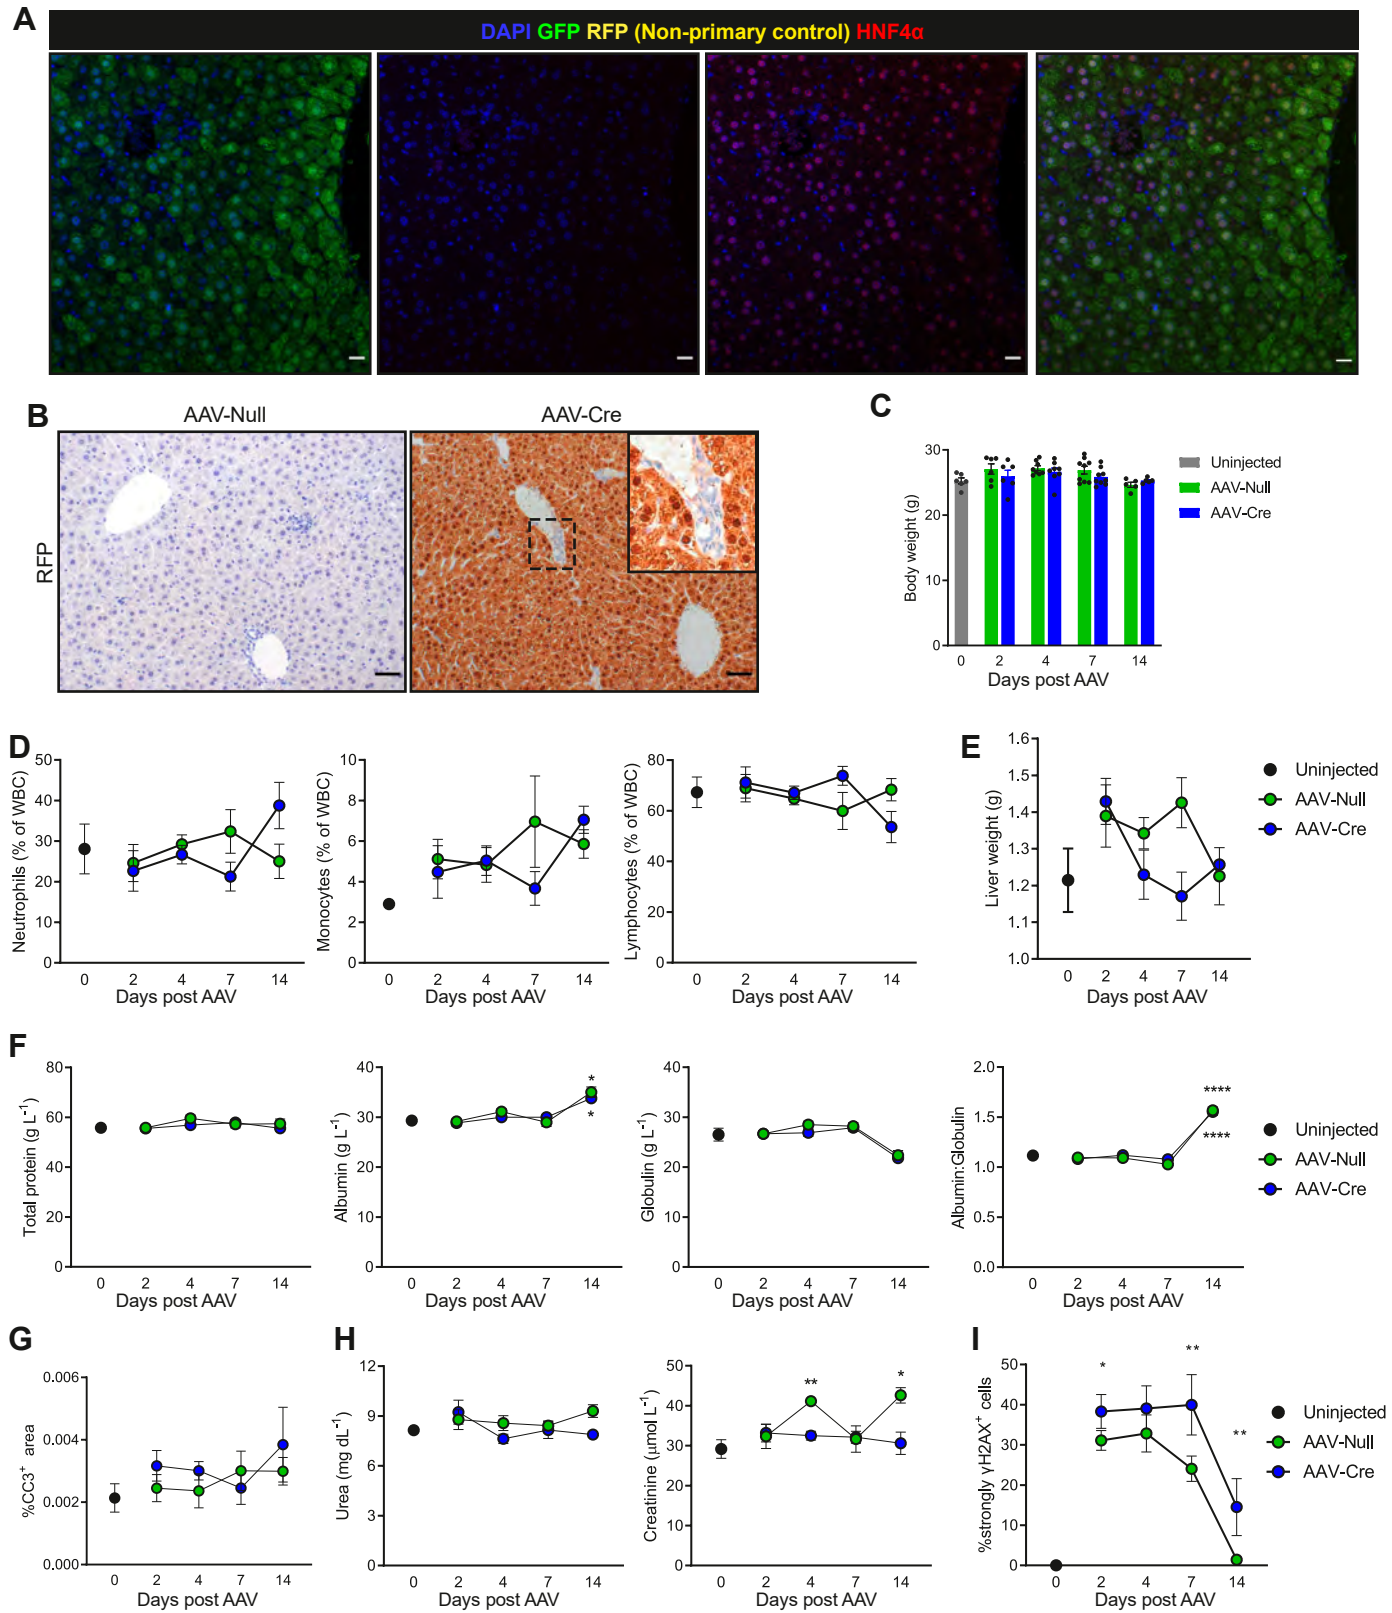 A
DAPI GFP RFP (Non-primary control) HNF4α
B
AAV-Null
AAV-Cre
RFP
C
Body weight (g)
30
20
10
0
0 2 4 7 14
Days post AAV
Uninjected
AAV-Null
AAV-Cre
D
Neutrophils (% of WBC)
50
40
30
20
10
0
0 2 4 7 14
Days post AAV
Monocytes (% of WBC)
10
8
6
4
2
0
0 2 4 7 14
Days post AAV
Lymphocytes (% of WBC)
80
60
40
20
0
0 2 4 7 14
Days post AAV
E
Liver weight (g)
1.6
1.5
1.4
1.3
1.2
1.1
1.0
0 2 4 7 14
Days post AAV
Uninjected
AAV-Null
AAV-Cre
F
Total protein (g L⁻¹)
80
60
40
20
0
0 2 4 7 14
Days post AAV
Albumin (g L⁻¹)
40
30
20
10
0
*
*
0 2 4 7 14
Days post AAV
Globulin (g L⁻¹)
40
30
20
10
0
0 2 4 7 14
Days post AAV
Albumin:Globulin
2.0
1.5
1.0
0.5
0.0
****
****
0 2 4 7 14
Days post AAV
Uninjected
AAV-Null
AAV-Cre
G
%CC3⁺ area
0.006
0.004
0.002
0.000
0 2 4 7 14
Days post AAV
H
Urea (mg dL⁻¹)
12
9
6
3
0
0 2 4 7 14
Days post AAV
Creatinine (µmol L⁻¹)
50
40
30
20
10
0
**
*
0 2 4 7 14
Days post AAV
I
%strongly γH2AX⁺ cells
50
40
30
20
10
0
*
**
**
0 2 4 7 14
Days post AAV
Uninjected
AAV-Null
AAV-Cre